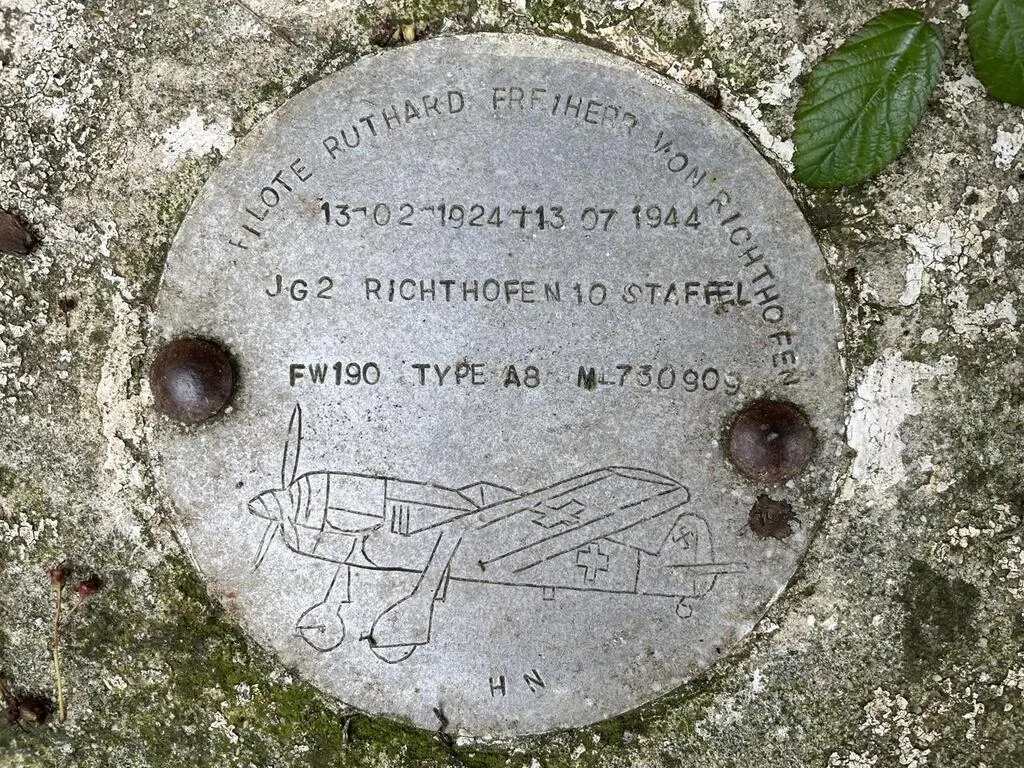 PILOTE RUTHARD FREIHERR VON RICHTHOFEN
13-02-1924 † 13 07 1944
JG2 RICHTHOFEN 10 STAFFEL
FW190 TYPE A8 M-730909
HN